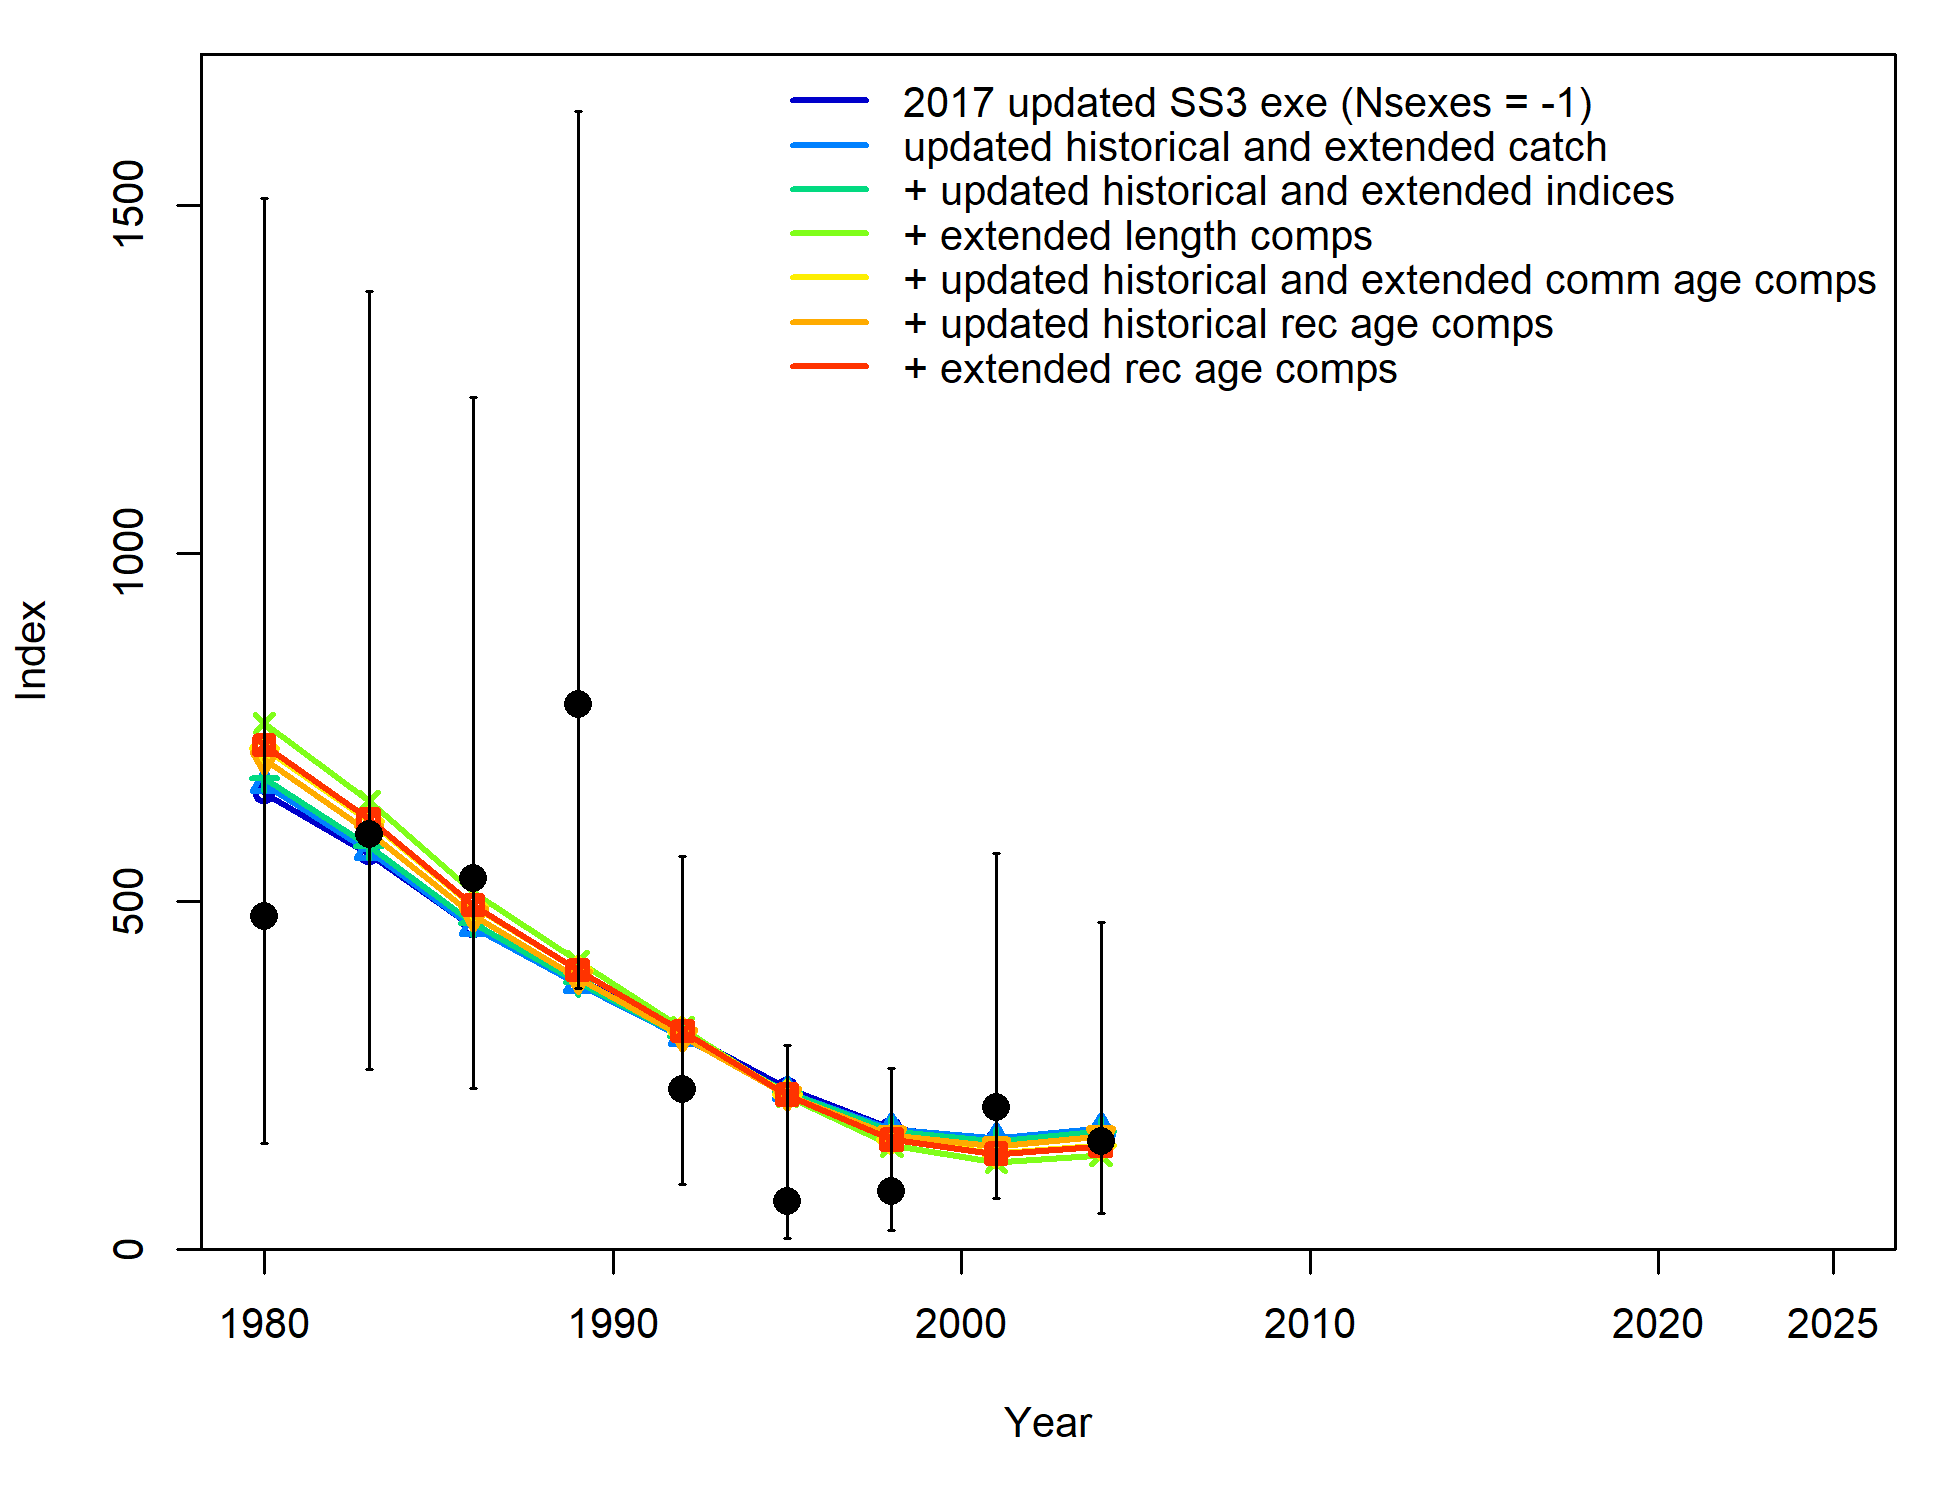 2017 updated SS3 exe (Nsexes = -1)
updated historical and extended catch
+ updated historical and extended indices
+ extended length comps
+ updated historical and extended comm age comps
+ updated historical rec age comps
+ extended rec age comps
1500
1000
500
0
Index
1980 1990 2000 2010 2020 2025
Year